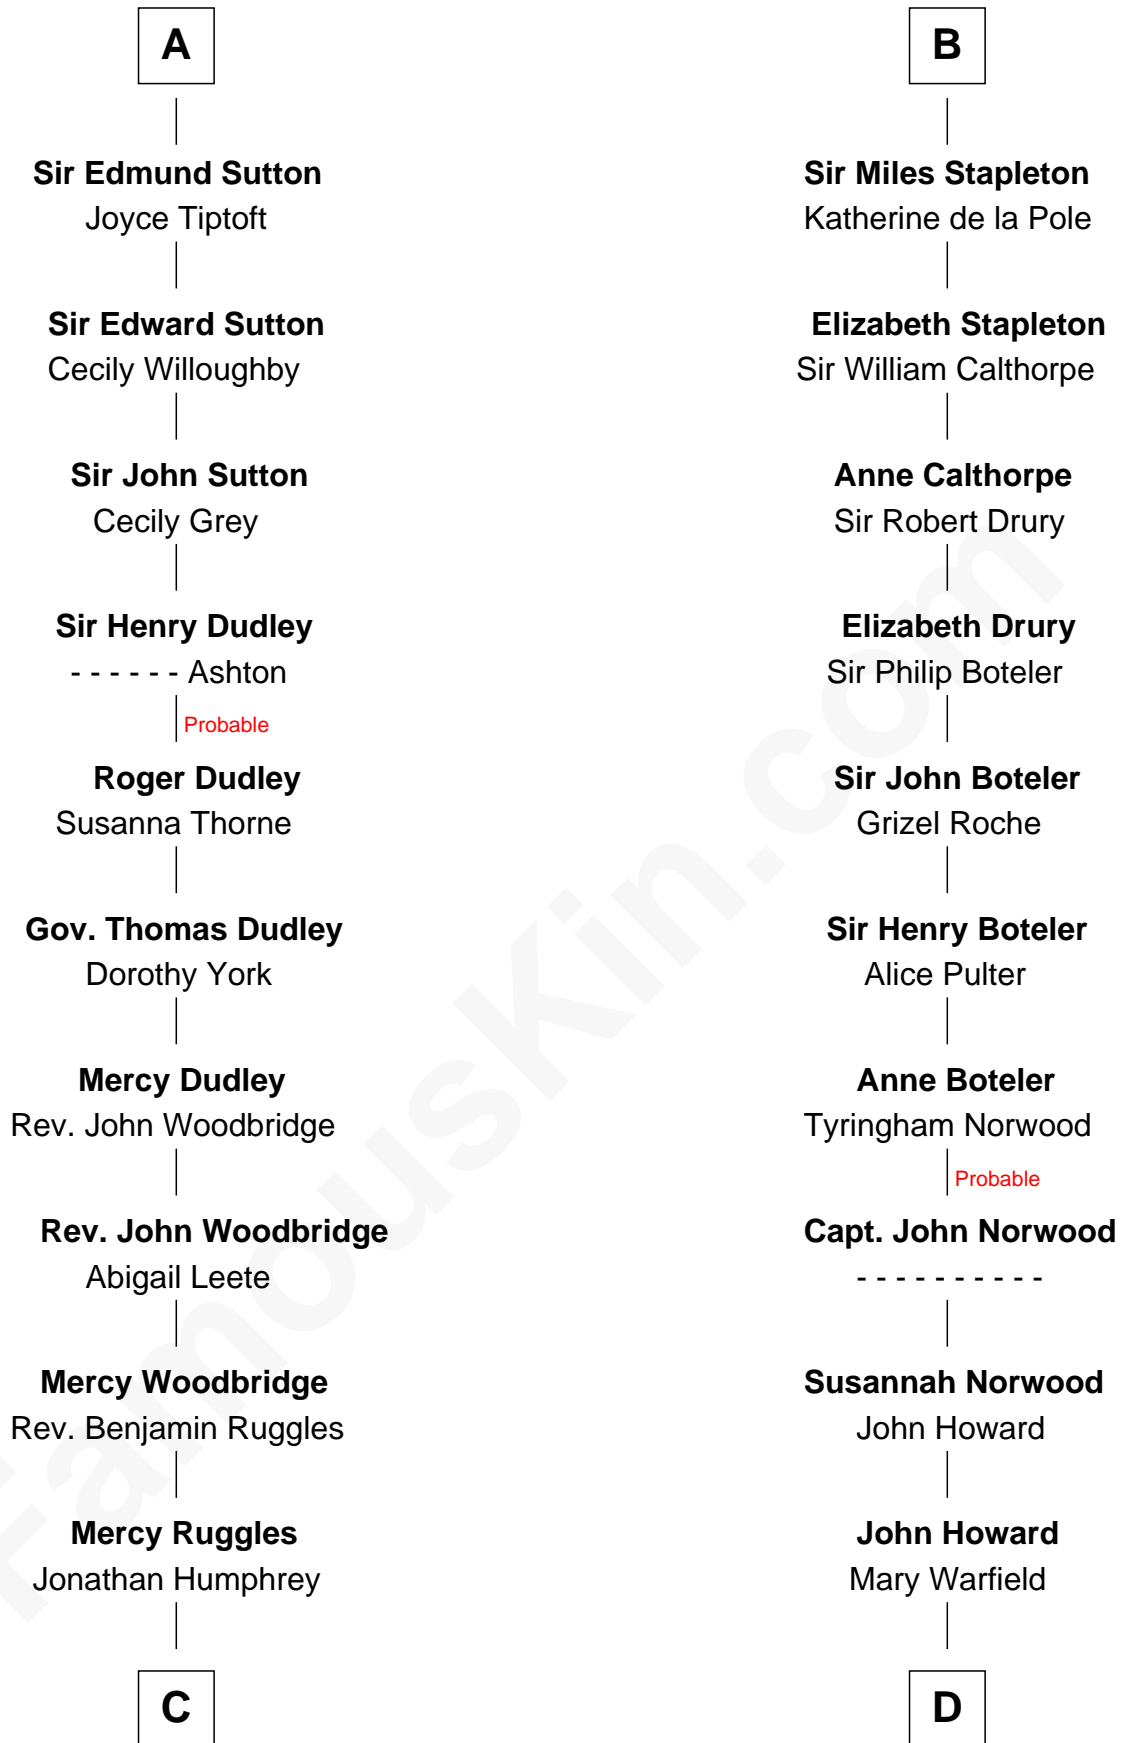 A
Sir Edmund Sutton
Joyce Tiptoft
Sir Edward Sutton
Cecily Willoughby
Sir John Sutton
Cecily Grey
Sir Henry Dudley
- - - - - - Ashton
Probable
Roger Dudley
Susanna Thorne
Gov. Thomas Dudley
Dorothy York
Mercy Dudley
Rev. John Woodbridge
Rev. John Woodbridge
Abigail Leete
Mercy Woodbridge
Rev. Benjamin Ruggles
Mercy Ruggles
Jonathan Humphrey
C
B
Sir Miles Stapleton
Katherine de la Pole
Elizabeth Stapleton
Sir William Calthorpe
Anne Calthorpe
Sir Robert Drury
Elizabeth Drury
Sir Philip Boteler
Sir John Boteler
Grizel Roche
Sir Henry Boteler
Alice Pulter
Anne Boteler
Tyringham Norwood
Probable
Capt. John Norwood
- - - - - - - - - -
Susannah Norwood
John Howard
John Howard
Mary Warfield
D
FamousKin.com